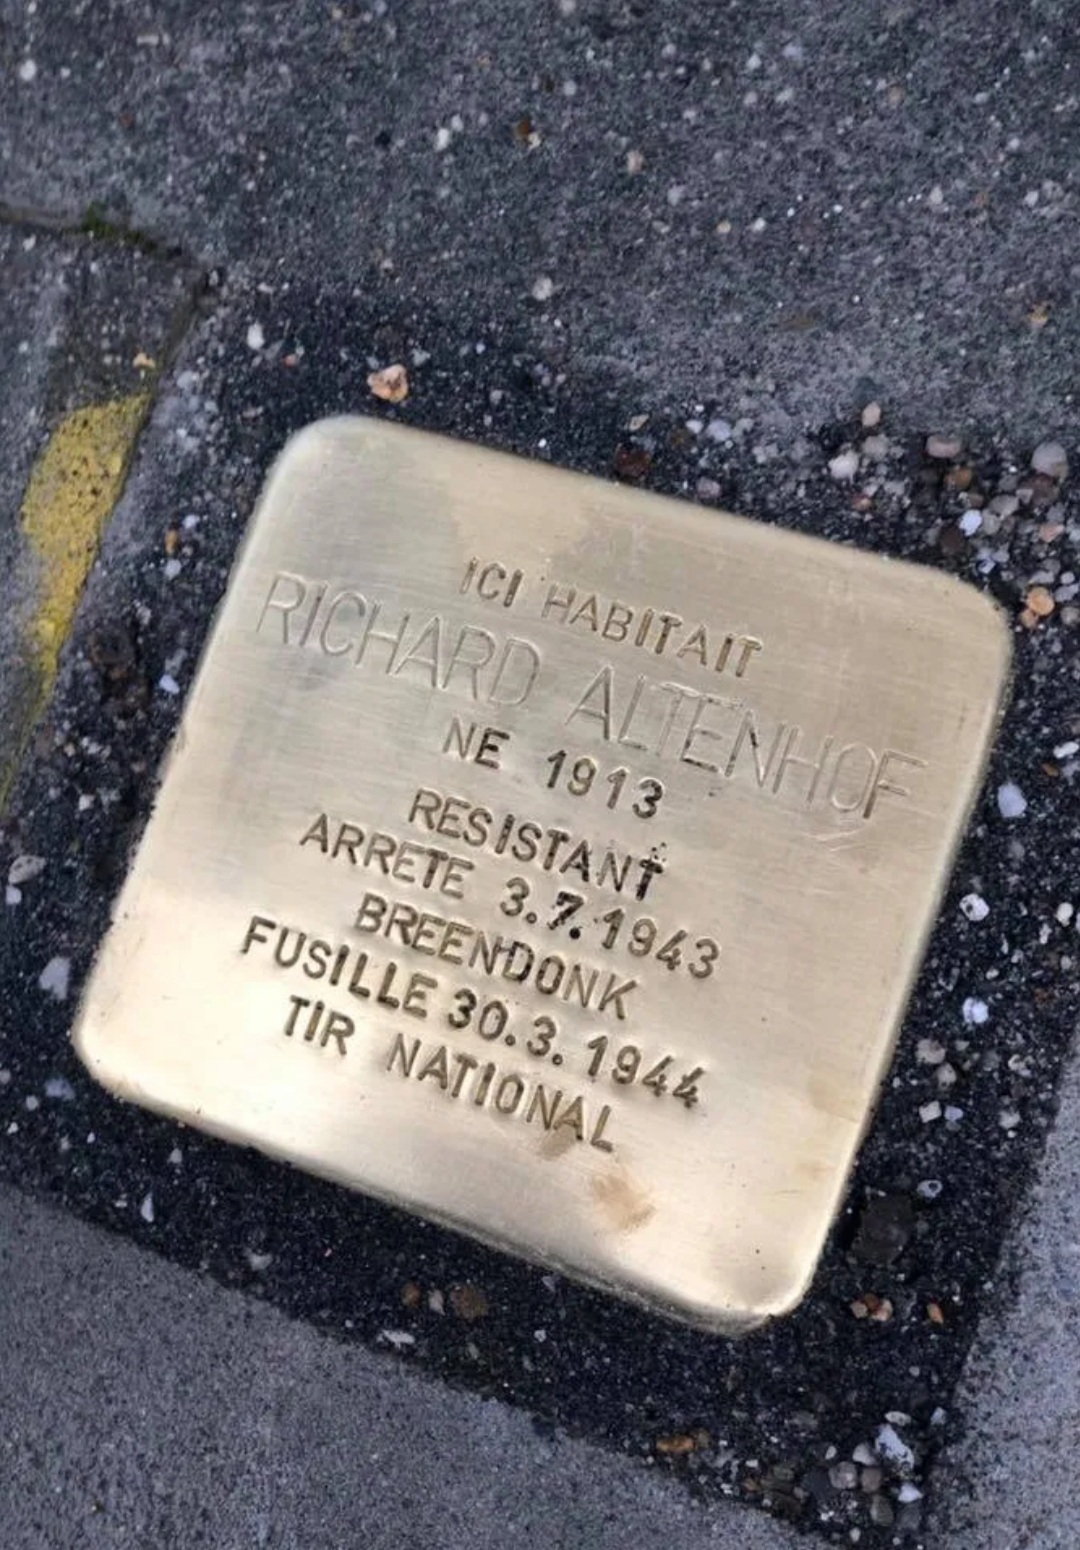 ICI HABITAIT
RICHARD ALTENHOF
NE 1913
RESISTANT
ARRETE 3.7.1943
BREENDONK
FUSILLE 30.3.1944
TIR NATIONAL